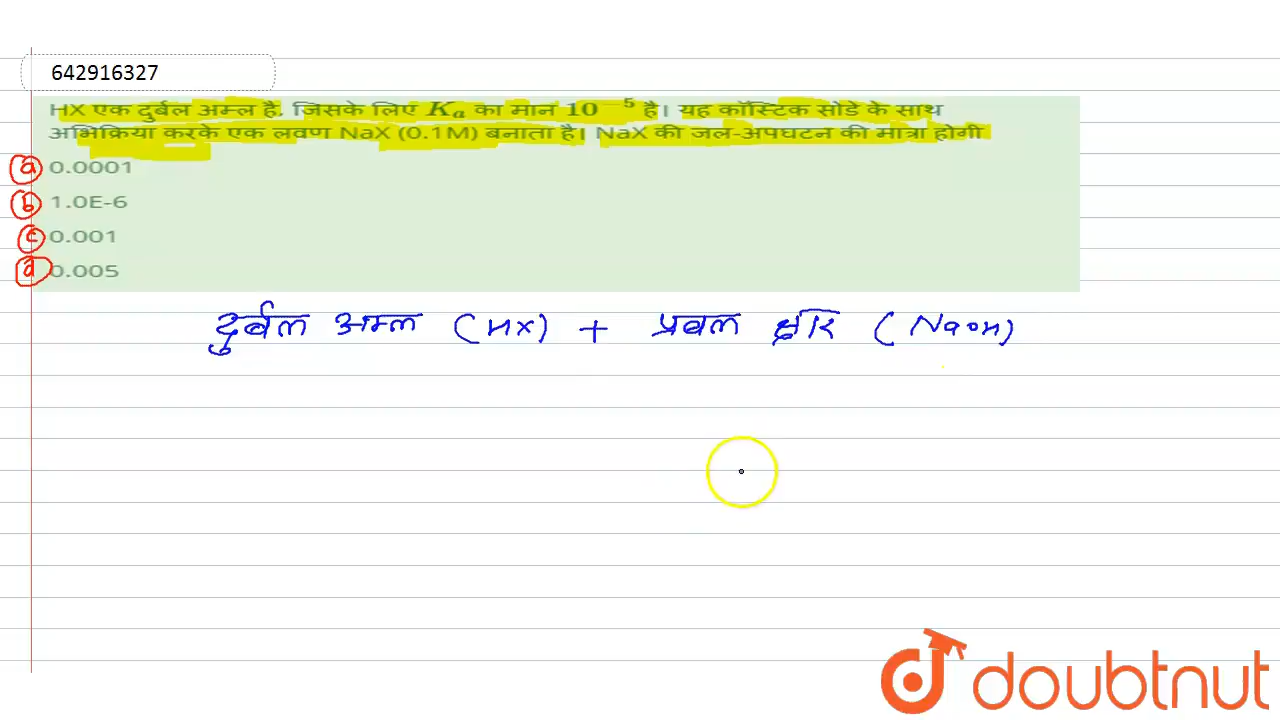 642916327
HX एक दुर्बल अम्ल है, जिसके लिए Kₐ का मान 10⁻⁵ है। यह कॉस्टिक सोडे के साथ
अभिक्रिया करके एक लवण NaX (0.1M) बनाता है। NaX की जल-अपघटन की मात्रा होगी
a 0.0001
b 1.0E-6
c 0.001
d 0.005
दुर्बल अम्ल (HX) + प्रबल क्षार (NaOH)
doubtnut